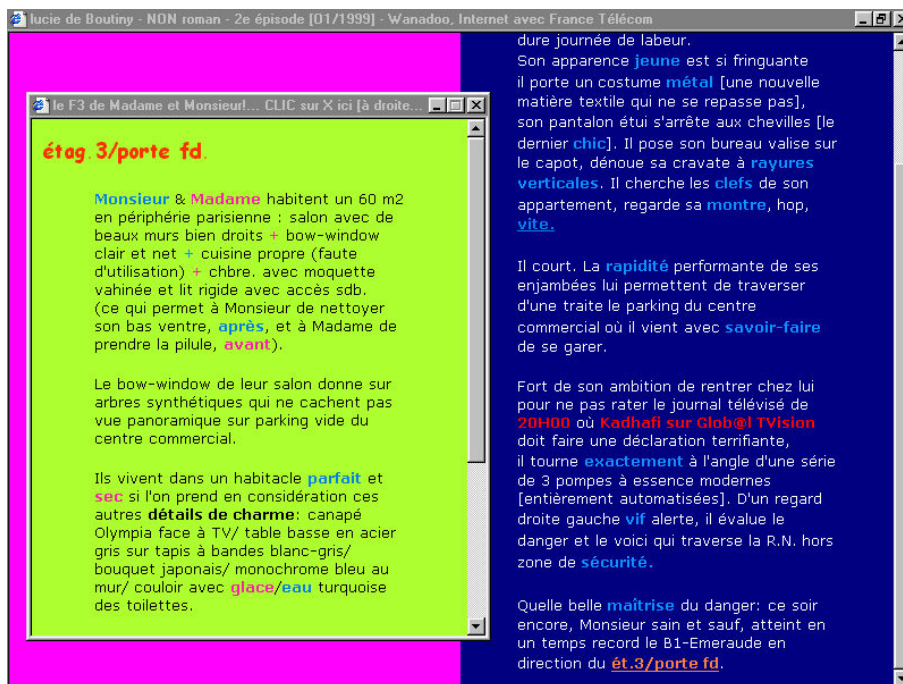 lucie de Boutiny - NON roman - 2e épisode [01/1999] - Wanadoo, Internet avec France Télécom
le F3 de Madame et Monsieur!... CLIC sur X ici [à droite...
étag.3/porte fd.
Monsieur & Madame habitent un 60 m2
en périphérie parisienne : salon avec de
beaux murs bien droits + bow-window
clair et net + cuisine propre (faute
d'utilisation) + chbre. avec moquette
vahinée et lit rigide avec accès sdb.
(ce qui permet à Monsieur de nettoyer
son bas ventre, après, et à Madame de
prendre la pilule, avant).
Le bow-window de leur salon donne sur
arbres synthétiques qui ne cachent pas
vue panoramique sur parking vide du
centre commercial.
Ils vivent dans un habitacle parfait et
sec si l'on prend en considération ces
autres détails de charme: canapé
Olympia face à TV/ table basse en acier
gris sur tapis à bandes blanc-gris/
bouquet japonais/ monochrome bleu au
mur/ couloir avec glace/eau turquoise
des toilettes.
dure journée de labeur.
Son apparence jeune est si fringuante
il porte un costume métal [une nouvelle
matière textile qui ne se repasse pas],
son pantalon étui s'arrête aux chevilles [le
dernier chic]. Il pose son bureau valise sur
le capot, dénoue sa cravate à rayures
verticales. Il cherche les clefs de son
appartement, regarde sa montre, hop,
vite.
Il court. La rapidité performante de ses
enjambées lui permettent de traverser
d'une traite le parking du centre
commercial où il vient avec savoir-faire
de se garer.
Fort de son ambition de rentrer chez lui
pour ne pas rater le journal télévisé de
20H00 où Kadhafi sur Glob@l TVision
doit faire une déclaration terrifiante,
il tourne exactement à l'angle d'une série
de 3 pompes à essence modernes
[entièrement automatisées]. D'un regard
droite gauche vif alerte, il évalue le
danger et le voici qui traverse la R.N. hors
zone de sécurité.
Quelle belle maîtrise du danger: ce soir
encore, Monsieur sain et sauf, atteint en
un temps record le B1-Emeraude en
direction du ét.3/porte fd.